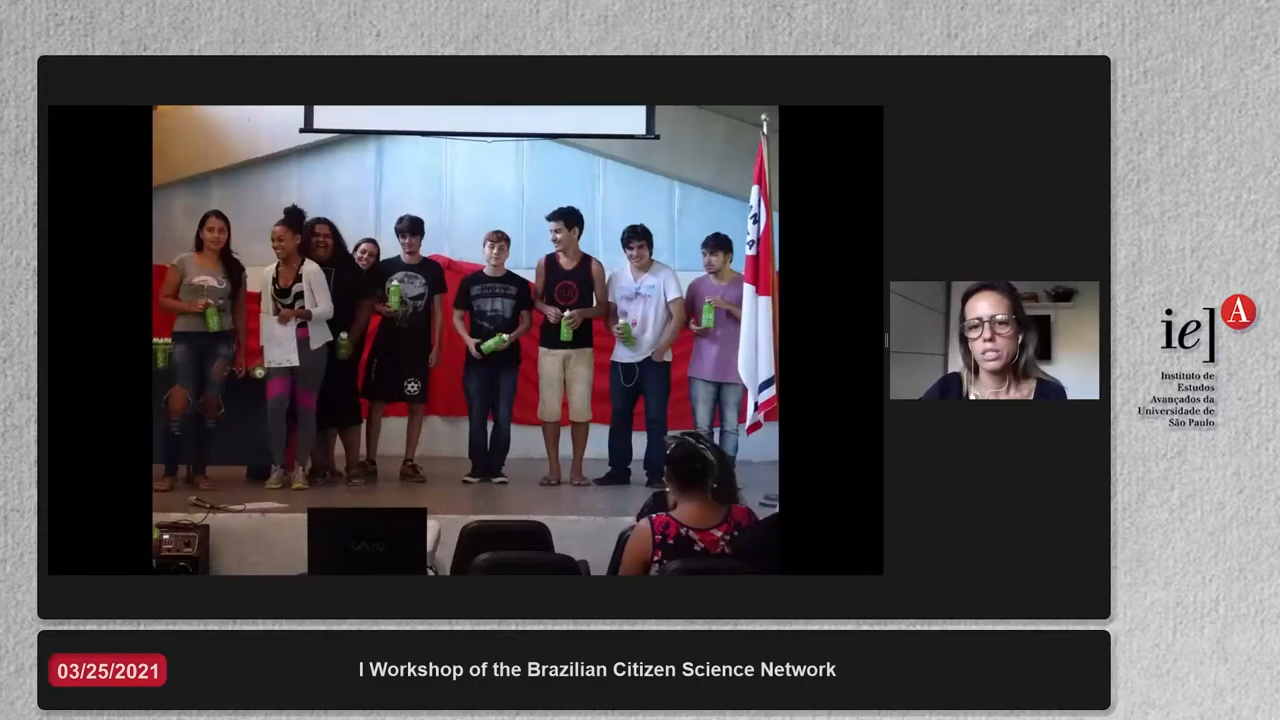 ie]
A
Instituto de
Estudos
Avançados da
Universidade de
São Paulo
VAIO
03/25/2021
I Workshop of the Brazilian Citizen Science Network